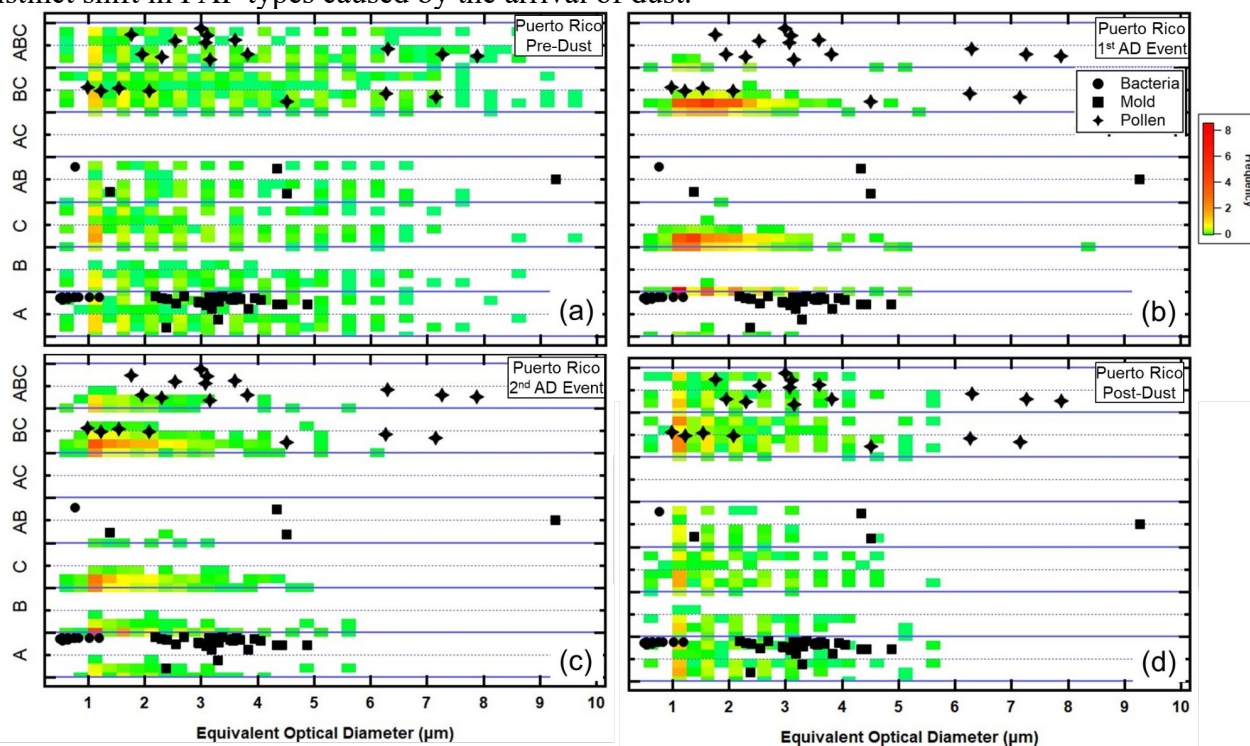 distinct shift in FAP types caused by the arrival of dust.
Puerto Rico
Pre-Dust
ABC
BC
AC
AB
C
B
A
(a)
Puerto Rico
1st AD Event
Bacteria
Mold
Pollen
(b)
8
6
4
2
0
Frequency
Puerto Rico
2nd AD Event
ABC
BC
AC
AB
C
B
A
(c)
1 2 3 4 5 6 7 8 9 10
Equivalent Optical Diameter (µm)
Puerto Rico
Post-Dust
(d)
1 2 3 4 5 6 7 8 9 10
Equivalent Optical Diameter (µm)